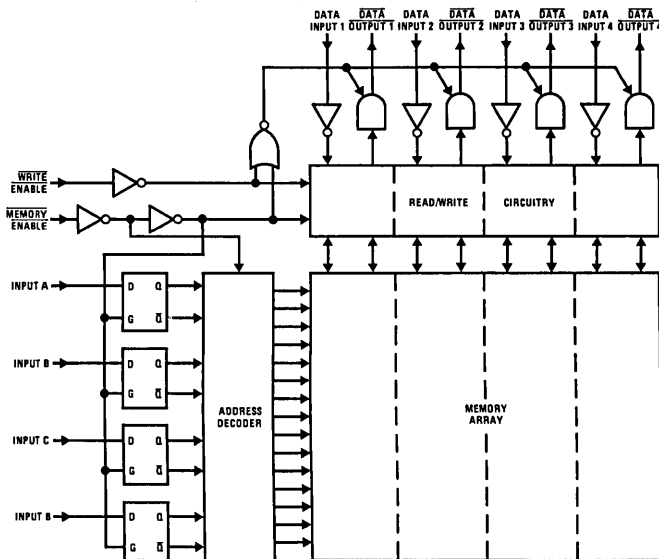 DATA INPUT 1
DATA OUTPUT 1
DATA INPUT 2
DATA OUTPUT 2
DATA INPUT 3
DATA OUTPUT 3
DATA INPUT 4
DATA OUTPUT 4
WRITE
ENABLE
READ/WRITE CIRCUITRY
MEMORY
ENABLE
INPUT A
D Q
G Q̅
INPUT B
D Q
G Q̅
ADDRESS
DECODER
MEMORY
ARRAY
INPUT C
D Q
G Q̅
INPUT B
D Q
G Q̅